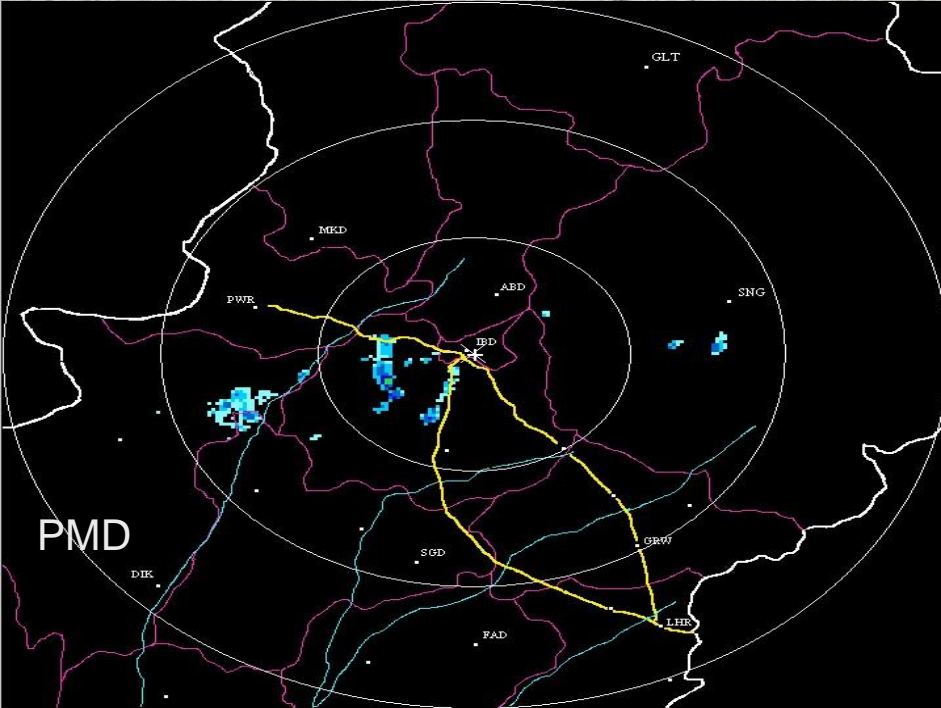 GLT
MKD
ABD
SNG
PWR
IBD
PMD
GRW
SGD
DIK
LHR
FAD